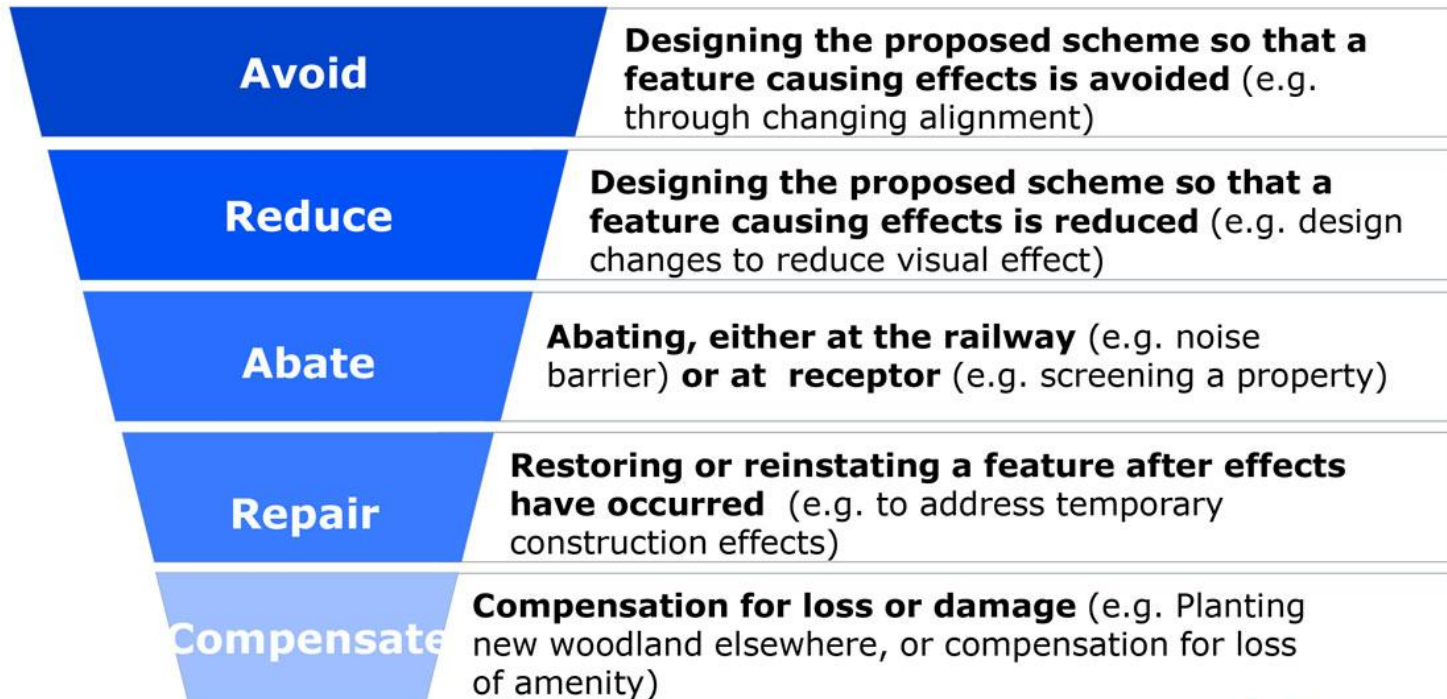 Avoid
Designing the proposed scheme so that a
feature causing effects is avoided (e.g.
through changing alignment)
Reduce
Designing the proposed scheme so that a
feature causing effects is reduced (e.g. design
changes to reduce visual effect)
Abate
Abating, either at the railway (e.g. noise
barrier) or at receptor (e.g. screening a property)
Repair
Restoring or reinstating a feature after effects
have occurred (e.g. to address temporary
construction effects)
Compensate
Compensation for loss or damage (e.g. Planting
new woodland elsewhere, or compensation for loss
of amenity)